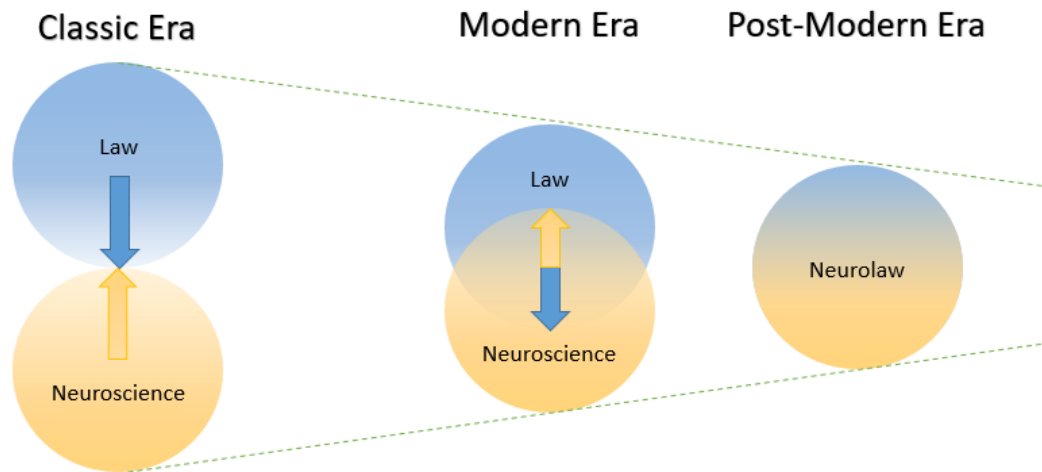 Classic Era
Modern Era
Post-Modern Era
Law
Neuroscience
Law
Neuroscience
Neurolaw